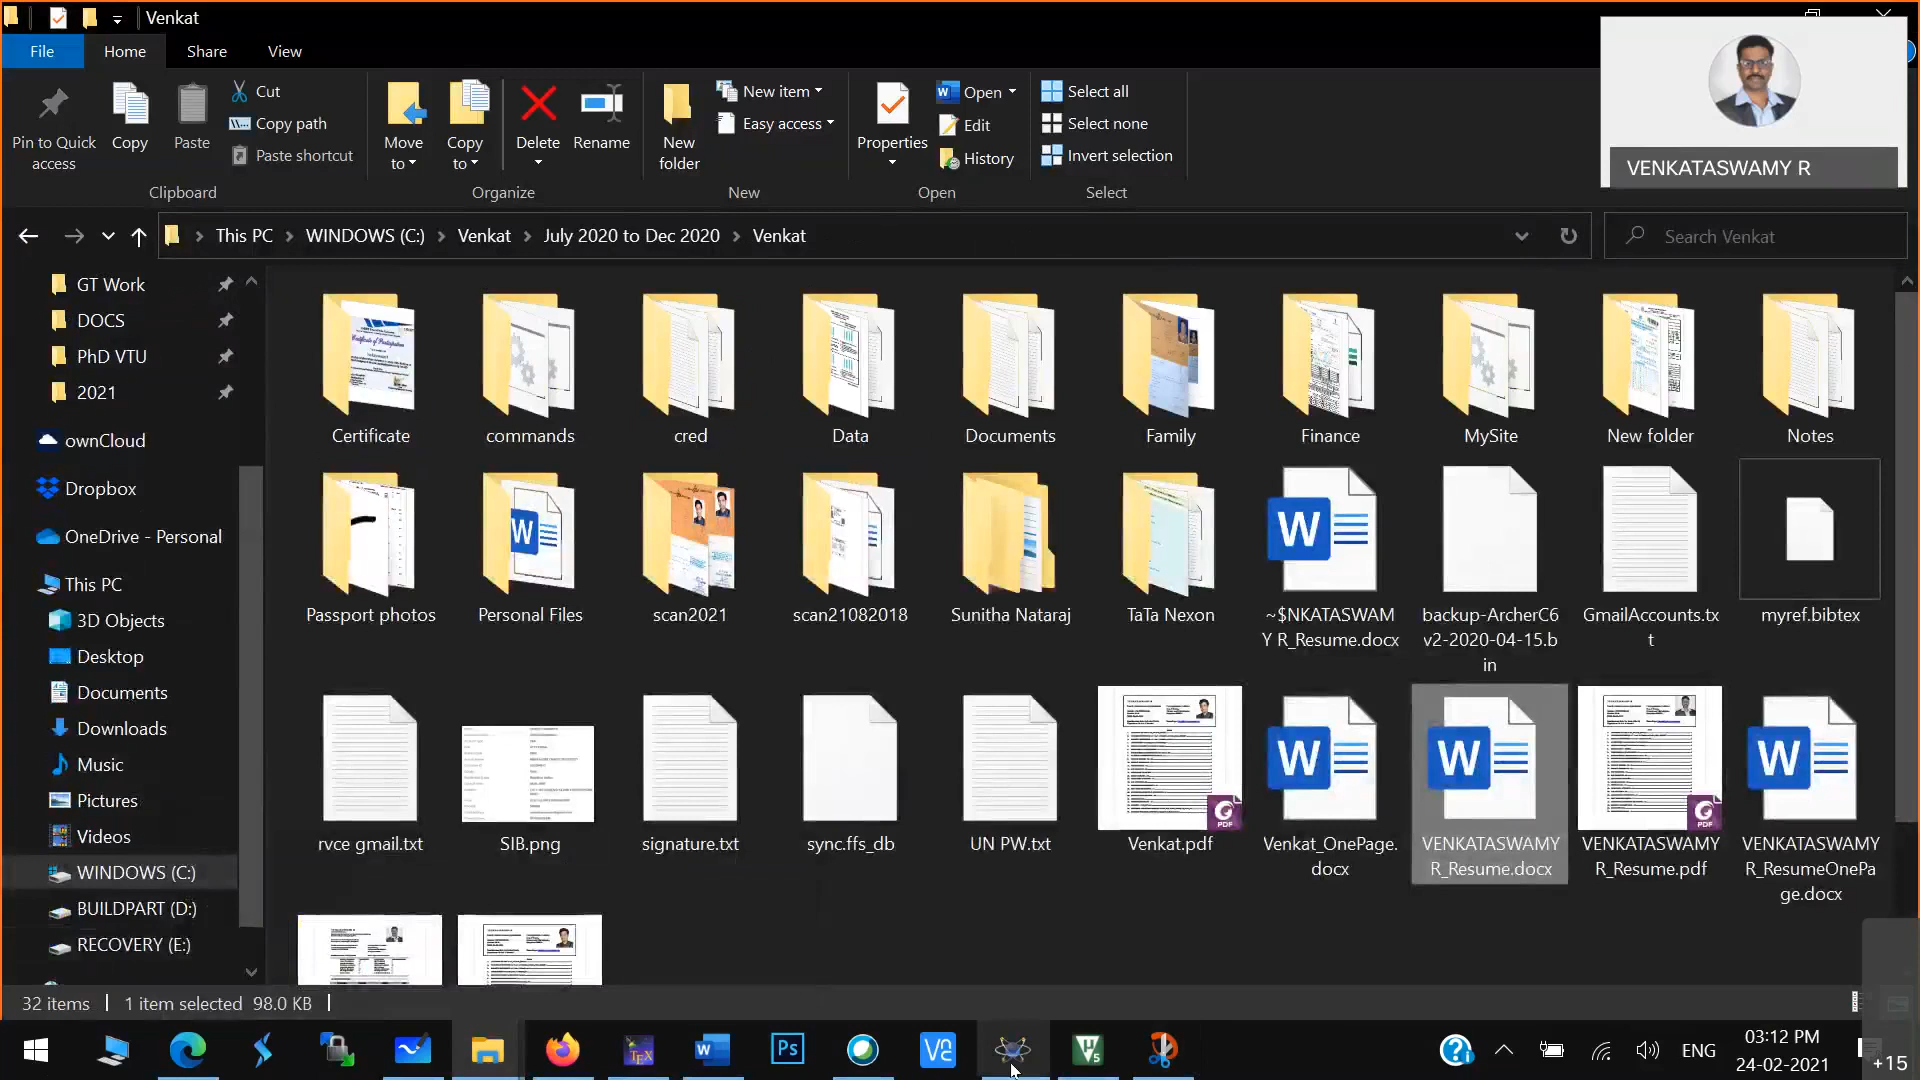 Venkat
File Home Share View
Pin to Quick access
Copy
Paste
Cut
Copy path
Paste shortcut
Clipboard
Move to
Copy to
Delete
Rename
Organize
New folder
New item
Easy access
New
Properties
Open
Edit
History
Open
Select all
Select none
Invert selection
Select
VENKATASWAMY R
This PC WINDOWS (C:) Venkat July 2020 to Dec 2020 Venkat
Search Venkat
GT Work
DOCS
PhD VTU
2021
ownCloud
Dropbox
OneDrive - Personal
This PC
3D Objects
Desktop
Documents
Downloads
Music
Pictures
Videos
WINDOWS (C:)
BUILDPART (D:)
RECOVERY (E:)
Certificate
commands
cred
Data
Documents
Family
Finance
MySite
New folder
Notes
Passport photos
Personal Files
scan2021
scan21082018
Sunitha Nataraj
TaTa Nexon
~$NKATASWAM
Y R_Resume.docx
backup-ArcherC6
v2-2020-04-15.b
in
GmailAccounts.tx
t
myref.bibtex
rvce gmail.txt
SIB.png
signature.txt
sync.ffs_db
UN PW.txt
Venkat.pdf
Venkat_OnePage.
docx
VENKATASWAMY
R_Resume.docx
VENKATASWAMY
R_Resume.pdf
VENKATASWAMY
R_ResumeOnePa
ge.docx
32 items 1 item selected 98.0 KB
ENG
03:12 PM
24-02-2021
+15